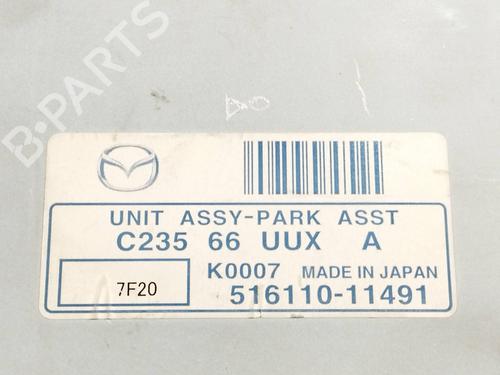 B-PARTS
UNIT ASSY-PARK ASST
C235 66 UUX A
7F20
K0007 MADE IN JAPAN
516110-11491